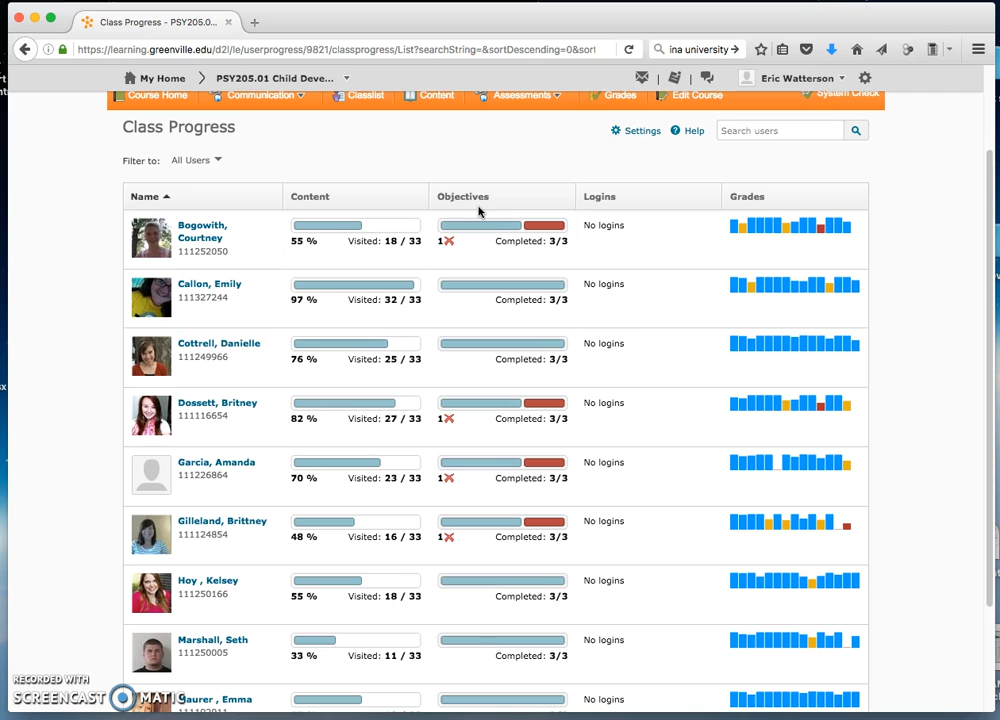 Class Progress - PSY205.0...
https://learning.greenville.edu/d2l/le/userprogress/9821/classprogress/List?searchString=&sortDescending=0&sort
ina university
My Home
PSY205.01 Child Deve...
Eric Watterson
Course Home
Communication
Classlist
Content
Assessments
Grades
Edit Course
System Check
Class Progress
Settings
Help
Search users
Filter to: All Users
Name Content Objectives Logins Grades
Bogowith,
Courtney
111252050
55 % Visited: 18 / 33
1 Completed: 3/3
No logins
Callon, Emily
111327244
97 % Visited: 32 / 33
Completed: 3/3
No logins
Cottrell, Danielle
111249966
76 % Visited: 25 / 33
Completed: 3/3
No logins
Dossett, Britney
111116654
82 % Visited: 27 / 33
1 Completed: 3/3
No logins
Garcia, Amanda
111226864
70 % Visited: 23 / 33
1 Completed: 3/3
No logins
Gilleland, Brittney
111124854
48 % Visited: 16 / 33
1 Completed: 3/3
No logins
Hoy , Kelsey
111250166
55 % Visited: 18 / 33
Completed: 3/3
No logins
Marshall, Seth
111250005
33 % Visited: 11 / 33
Completed: 3/3
No logins
aurer , Emma
RECORDED WITH
SCREENCAST MATIC